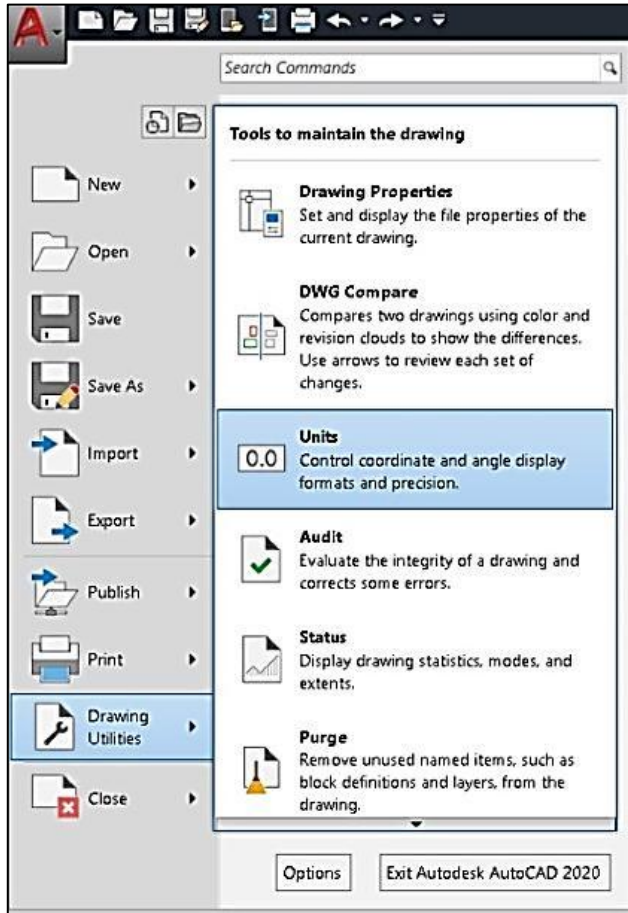 Search Commands
Tools to maintain the drawing
New
Open
Save
Save As
Import
Export
Publish
Print
Drawing
Utilities
Close
Drawing Properties
Set and display the file properties of the
current drawing.
DWG Compare
Compares two drawings using color and
revision clouds to show the differences.
Use arrows to review each set of
changes.
0.0
Units
Control coordinate and angle display
formats and precision.
Audit
Evaluate the integrity of a drawing and
corrects some errors.
Status
Display drawing statistics, modes, and
extents.
Purge
Remove unused named items, such as
block definitions and layers, from the
drawing.
Options
Exit Autodesk AutoCAD 2020